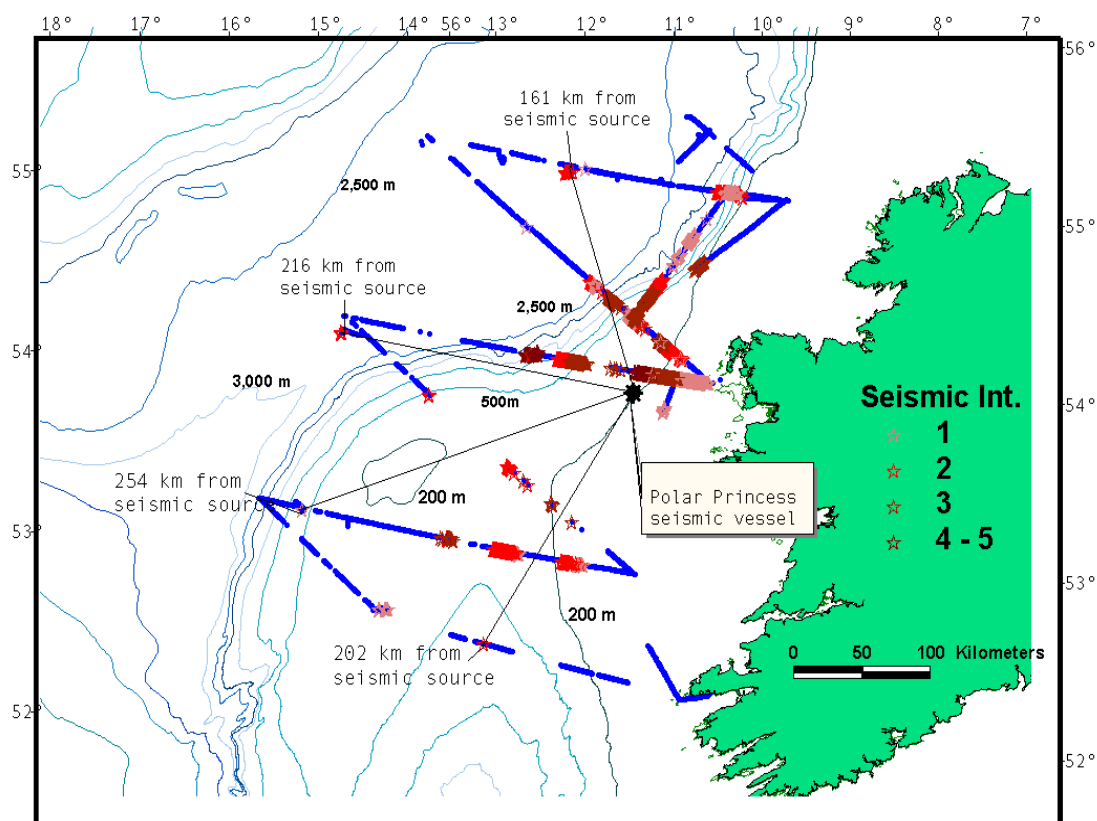 18° 17° 16° 15° 14° 56° 13° 12° 11° 10° 9° 8° 7°
56°
161 km from
seismic source
55°
2,500 m
55°
216 km from
seismic source
2,500 m
54°
3,000 m
500m
54°
Seismic Int.
1
2
3
4 - 5
254 km from
seismic source
200 m
Polar Princess
seismic vessel
53°
53°
200 m
202 km from
seismic source
0 50 100 Kilometers
52°
52°